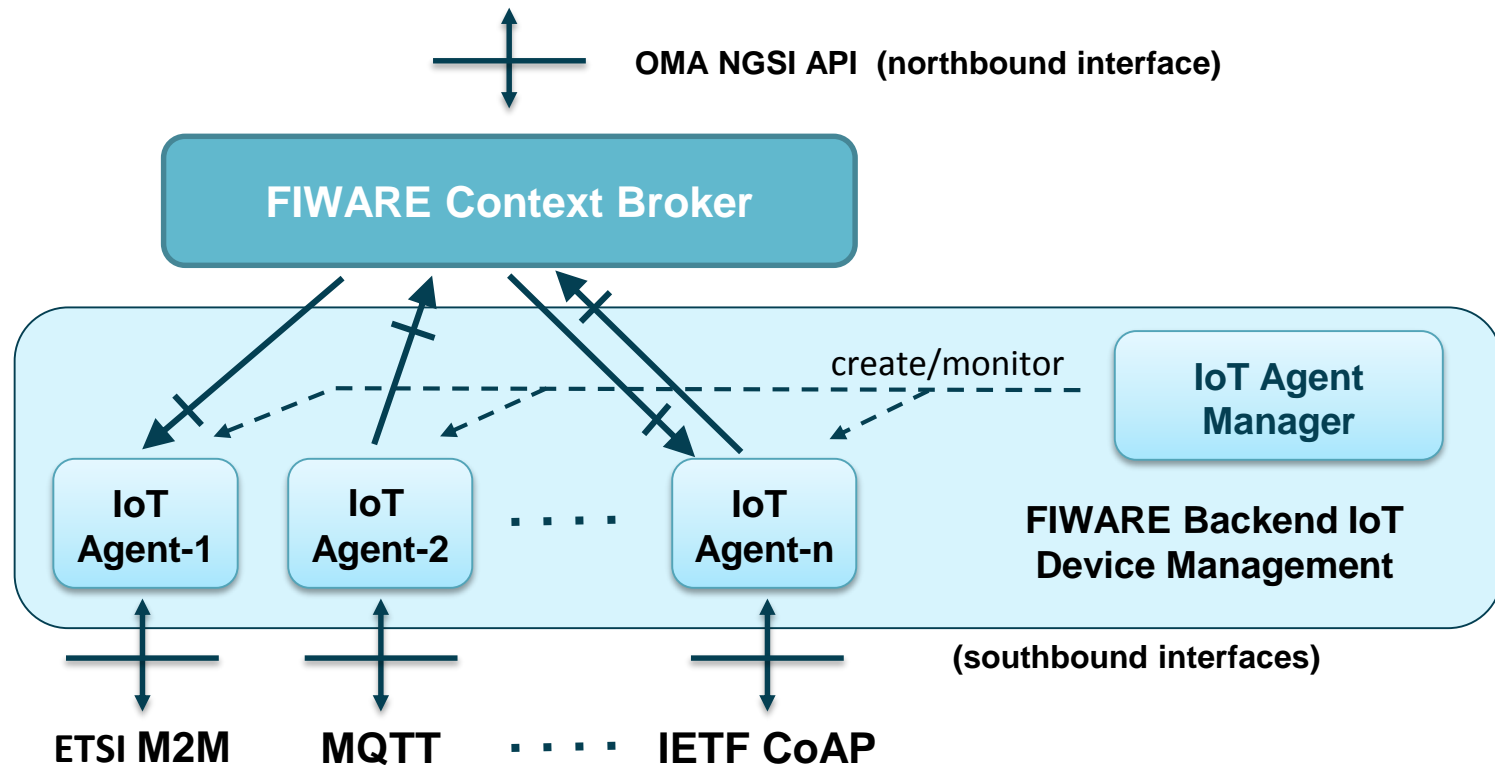 OMA NGSI API (northbound interface)
FIWARE Context Broker
create/monitor
IoT Agent
Manager
IoT
Agent-1
IoT
Agent-2
. . . .
IoT
Agent-n
FIWARE Backend IoT
Device Management
(southbound interfaces)
ETSI M2M
MQTT
. . . .
IETF CoAP